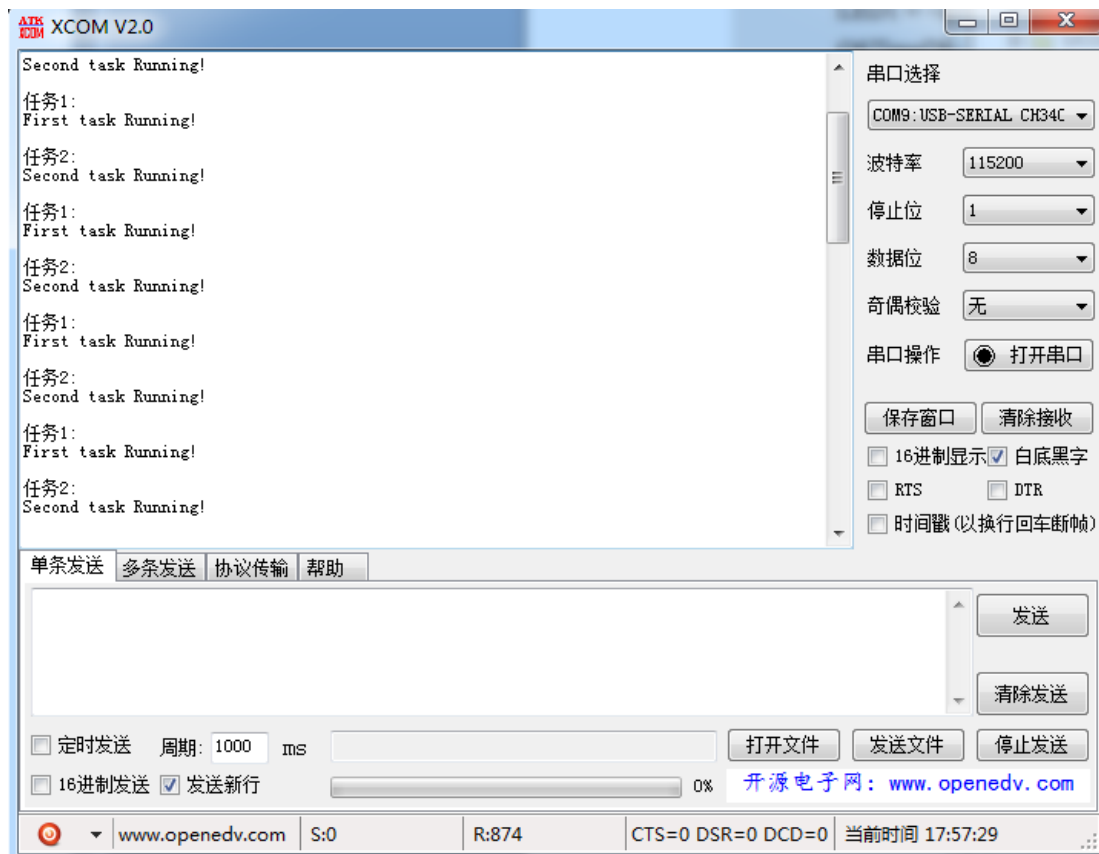 ATK XCOM XCOM V2.0
Second task Running!
任务1:
First task Running!
任务2:
Second task Running!
任务1:
First task Running!
任务2:
Second task Running!
任务1:
First task Running!
任务2:
Second task Running!
任务1:
First task Running!
任务2:
Second task Running!
串口选择
COM9:USB-SERIAL CH34C
波特率 115200
停止位 1
数据位 8
奇偶校验 无
串口操作 打开串口
保存窗口 清除接收
16进制显示 白底黑字
RTS DTR
时间戳(以换行回车断帧)
单条发送 多条发送 协议传输 帮助
发送
清除发送
定时发送 周期: 1000 ms 打开文件 发送文件 停止发送
16进制发送 发送新行 0% 开源电子网: www.openedv.com
www.openedv.com S:0 R:874 CTS=0 DSR=0 DCD=0 当前时间 17:57:29